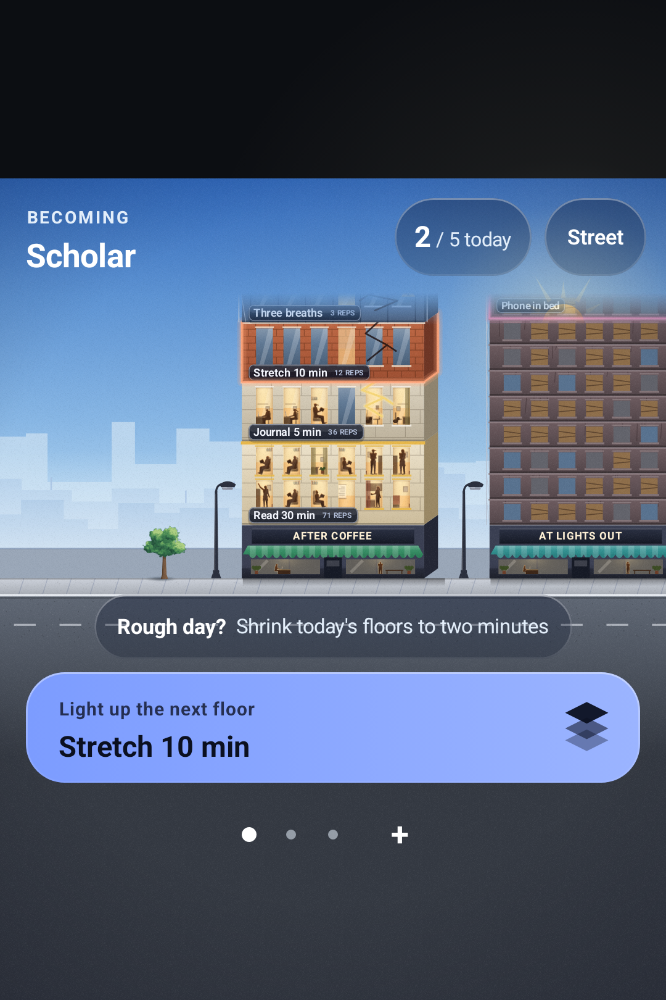 BECOMING
Scholar
2 / 5 today
Street
Three breaths 3 REPS
Phone in bed
Stretch 10 min 12 REPS
Journal 5 min 36 REPS
Read 30 min 71 REPS
AFTER COFFEE
AT LIGHTS OUT
Rough day? Shrink today's floors to two minutes
Light up the next floor
Stretch 10 min
+